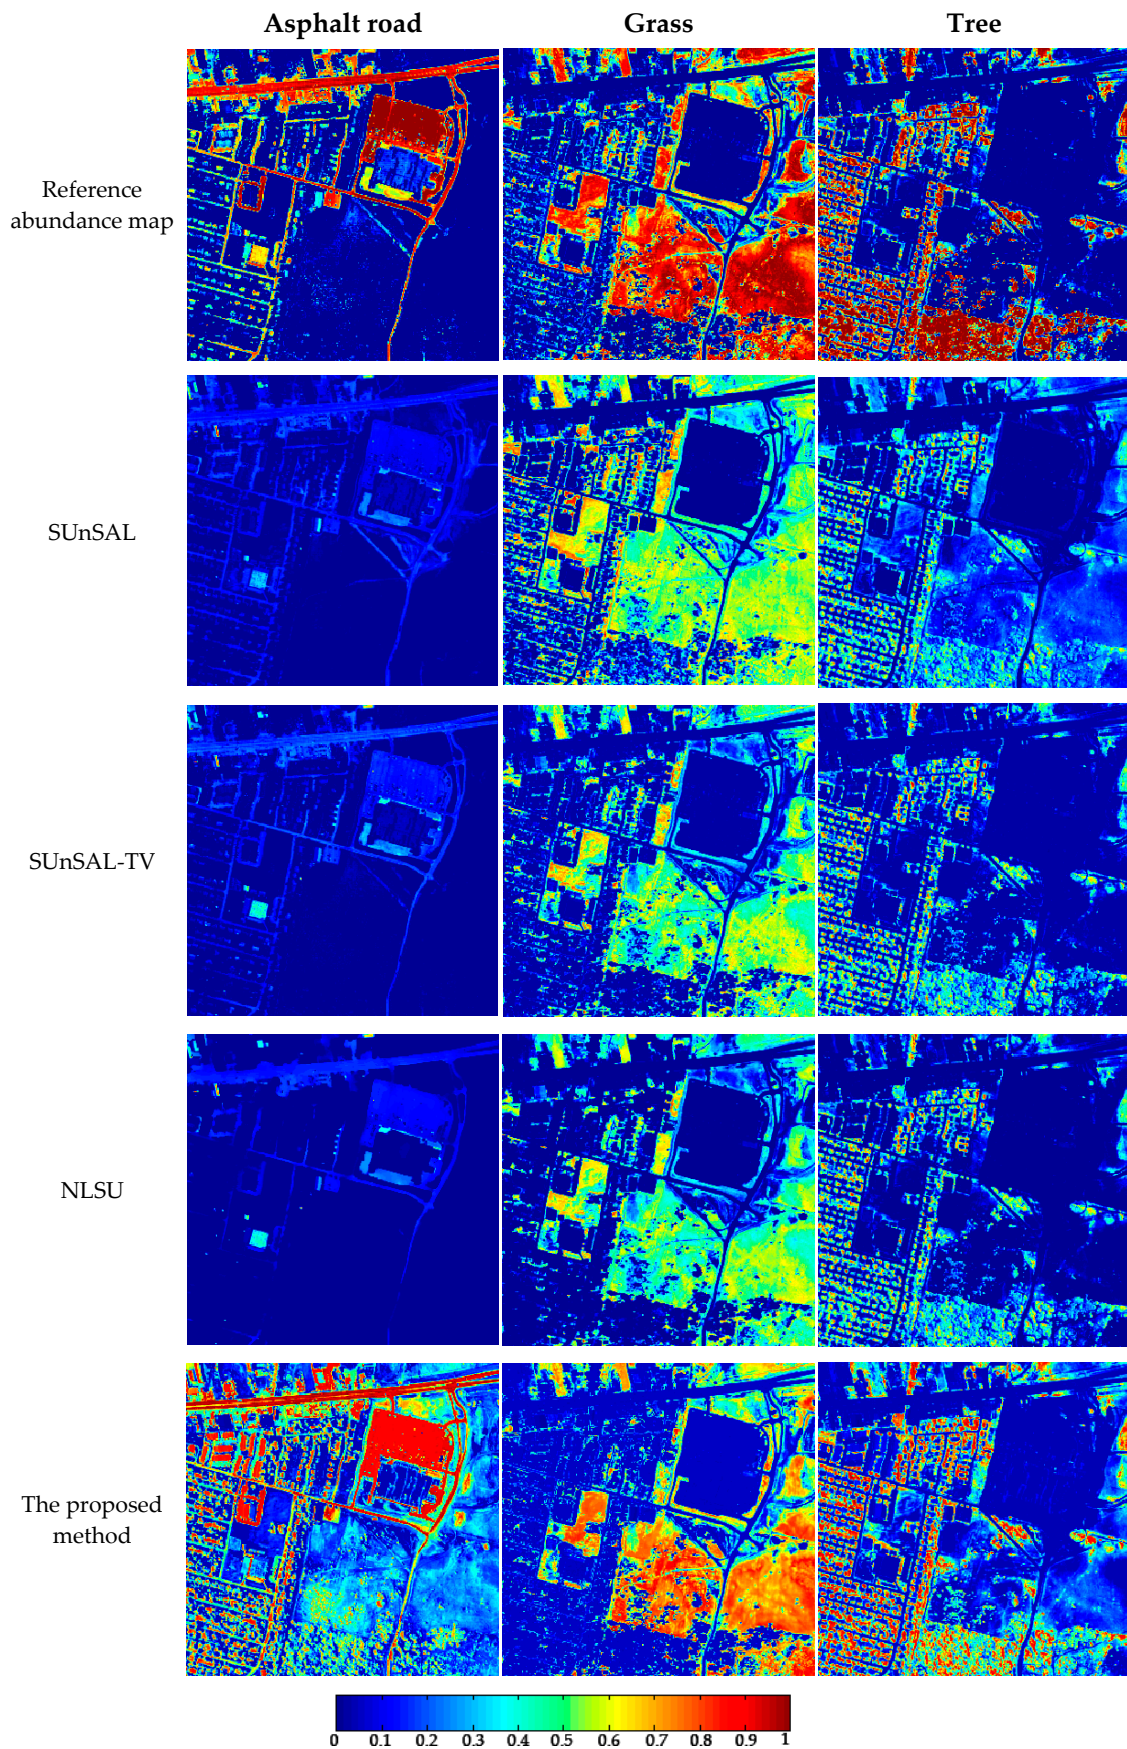 Asphalt road Grass Tree
Reference
abundance map
SUnSAL
SUnSAL-TV
NLSU
The proposed
method
0 0.1 0.2 0.3 0.4 0.5 0.6 0.7 0.8 0.9 1